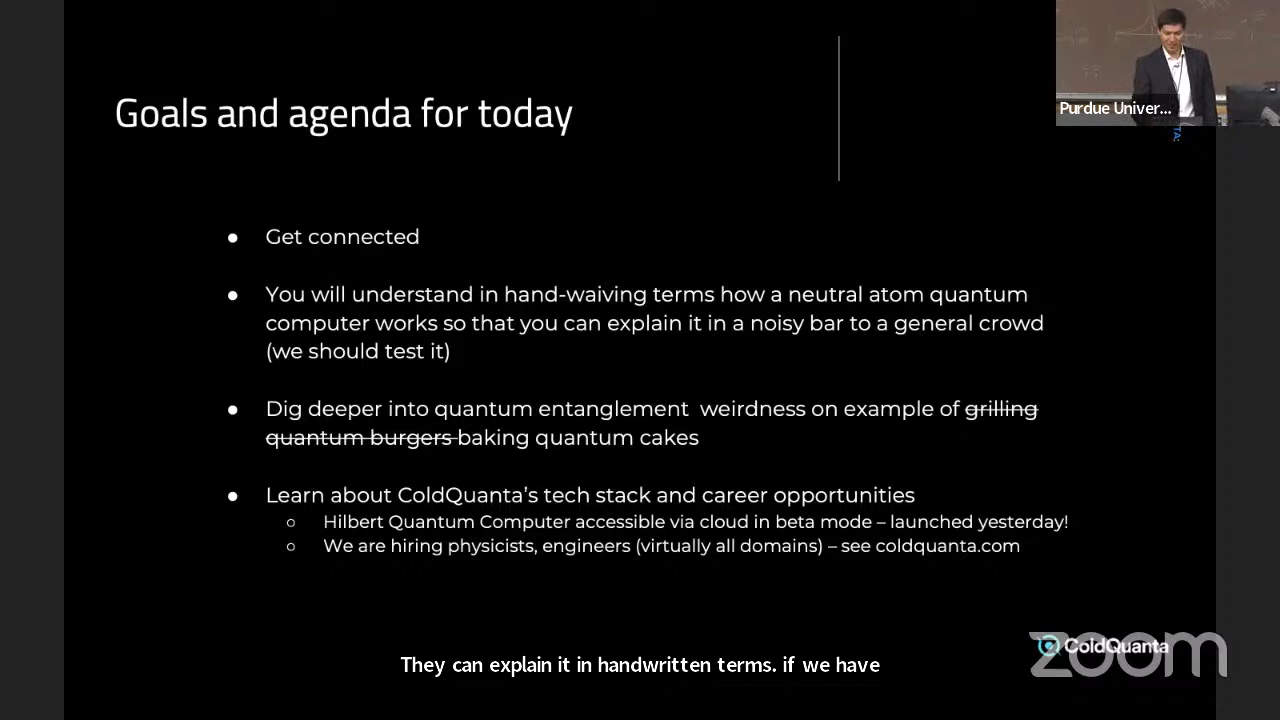 Goals and agenda for today
Purdue Univer...
TA:
● Get connected
● You will understand in hand-waiving terms how a neutral atom quantum
computer works so that you can explain it in a noisy bar to a general crowd
(we should test it)
● Dig deeper into quantum entanglement weirdness on example of grilling
quantum burgers baking quantum cakes
● Learn about ColdQuanta’s tech stack and career opportunities
○ Hilbert Quantum Computer accessible via cloud in beta mode – launched yesterday!
○ We are hiring physicists, engineers (virtually all domains) – see coldquanta.com
ColdQuanta
zoom
They can explain it in handwritten terms. if we have